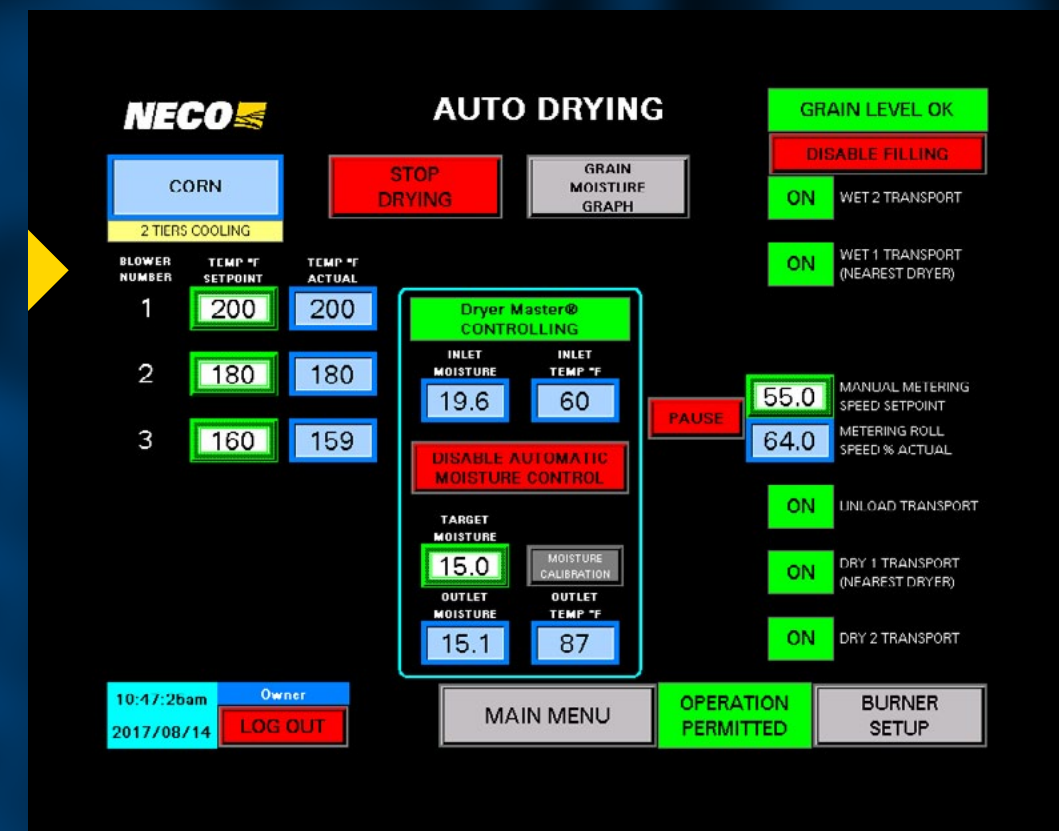 NECO
AUTO DRYING
GRAIN LEVEL OK
DISABLE FILLING
CORN
2 TIERS COOLING
STOP
DRYING
GRAIN
MOISTURE
GRAPH
ON WET 2 TRANSPORT
ON WET 1 TRANSPORT
(NEAREST DRYER)
BLOWER
NUMBER
TEMP °F
SETPOINT
TEMP °F
ACTUAL
1 200 200
2 180 180
3 160 159
Dryer Master®
CONTROLLING
INLET
MOISTURE
19.6
INLET
TEMP °F
60
DISABLE AUTOMATIC
MOISTURE CONTROL
TARGET
MOISTURE
15.0
MOISTURE
CALIBRATION
OUTLET
MOISTURE
15.1
OUTLET
TEMP °F
87
PAUSE
55.0
MANUAL METERING
SPEED SETPOINT
64.0
METERING ROLL
SPEED % ACTUAL
ON UNLOAD TRANSPORT
ON DRY 1 TRANSPORT
(NEAREST DRYER)
ON DRY 2 TRANSPORT
10:47:26am
2017/08/14
Owner
LOG OUT
MAIN MENU
OPERATION
PERMITTED
BURNER
SETUP